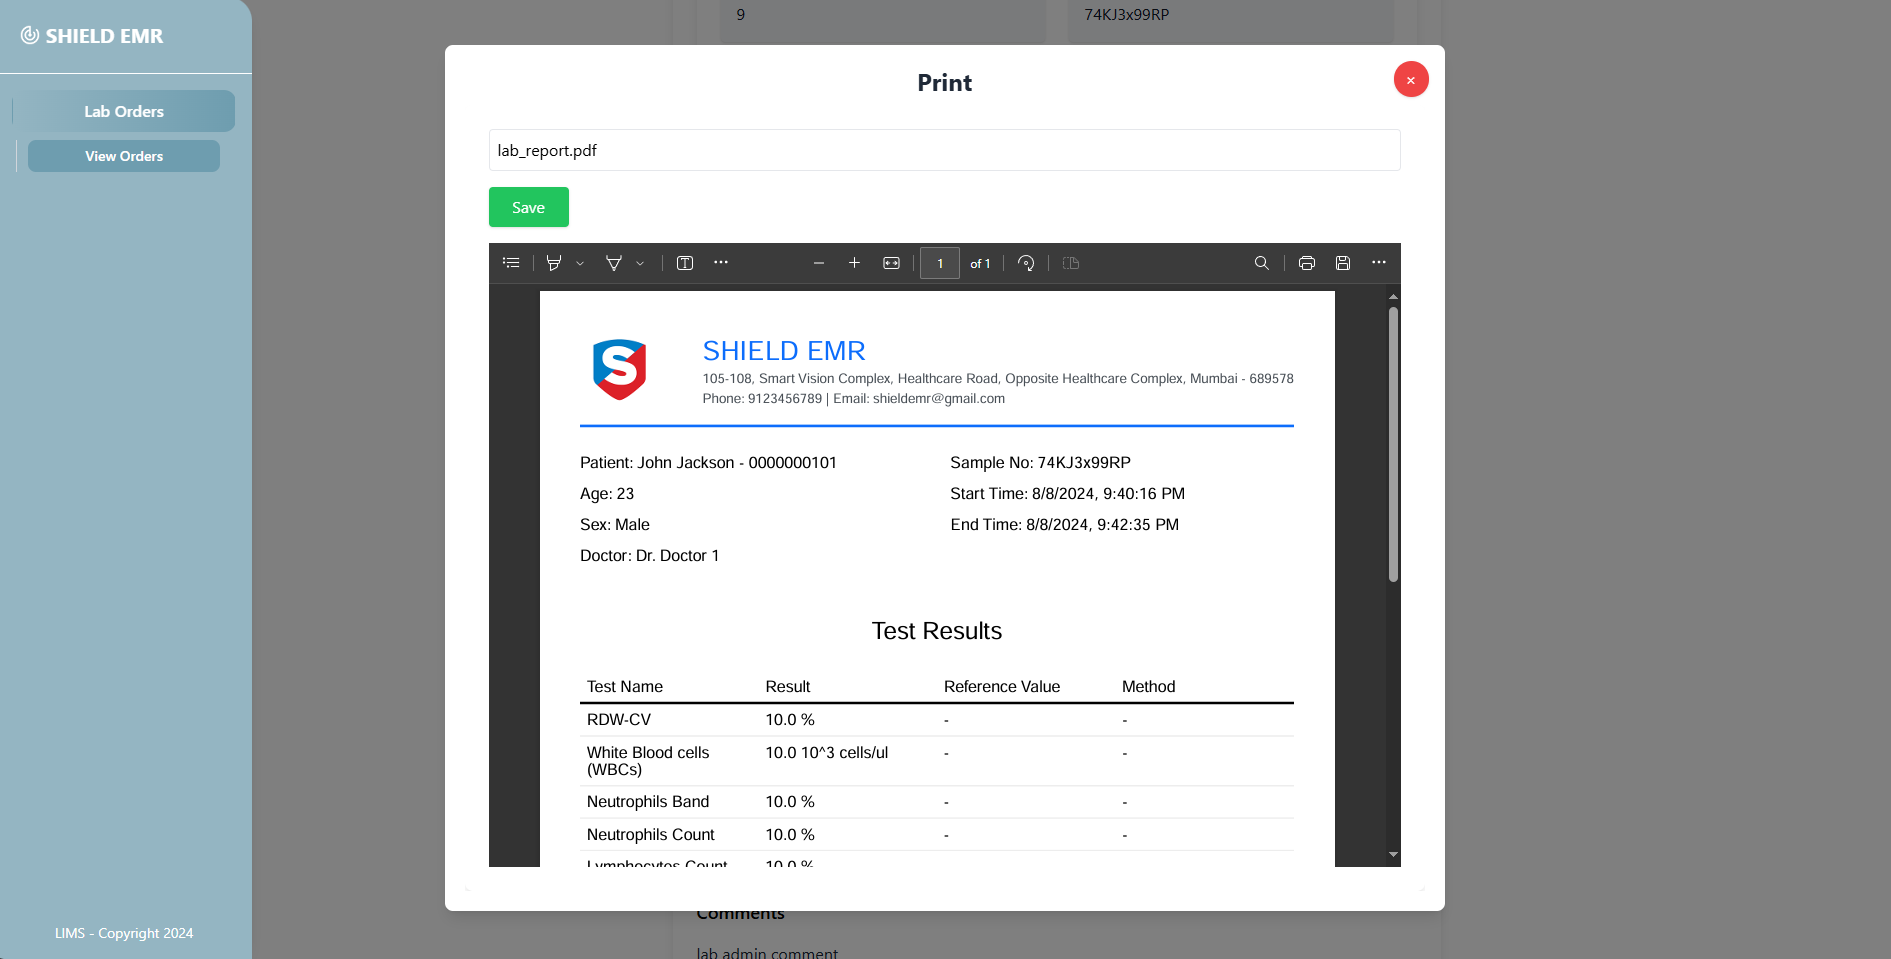 SHIELD EMR
Lab Orders
View Orders
LIMS - Copyright 2024
9
74KJ3x99RP
Print
×
lab_report.pdf
Save
1 of 1
S
SHIELD EMR
105-108, Smart Vision Complex, Healthcare Road, Opposite Healthcare Complex, Mumbai - 689578
Phone: 9123456789 | Email: shieldemr@gmail.com
Patient: John Jackson - 0000000101
Sample No: 74KJ3x99RP
Age: 23
Start Time: 8/8/2024, 9:40:16 PM
Sex: Male
End Time: 8/8/2024, 9:42:35 PM
Doctor: Dr. Doctor 1
Test Results
Test Name Result Reference Value Method
RDW-CV 10.0 % - -
White Blood cells 10.0 10^3 cells/ul - -
(WBCs)
Neutrophils Band 10.0 % - -
Neutrophils Count 10.0 % - -
Lymphocytes Count 10.0 %
Comments
lab admin comment